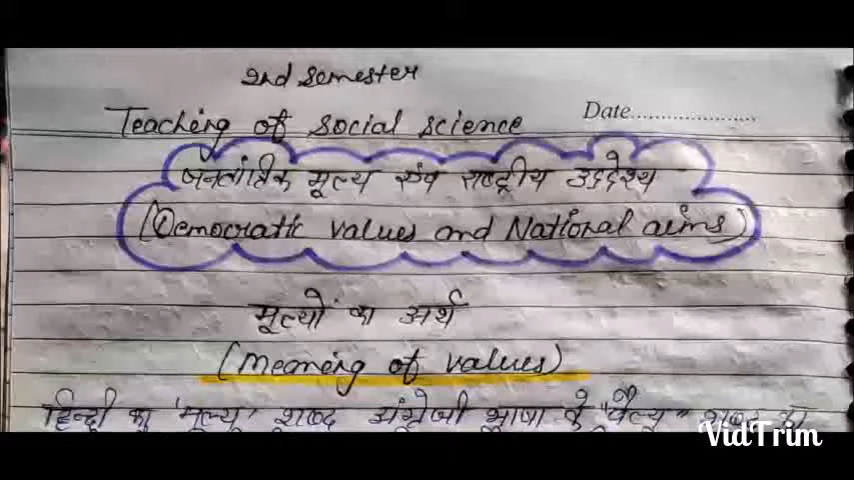 2nd semester
Teaching of social science
Date......................
जनतांत्रिक मूल्य एंव राष्ट्रीय उद्देश्य
(Democratic values and National aims)
मूल्यों का अर्थ
(Meaning of values)
हिन्दी का 'मूल्य' शब्द अंग्रेजी भाषा के "वैल्यू" शब्द का
VidTrim